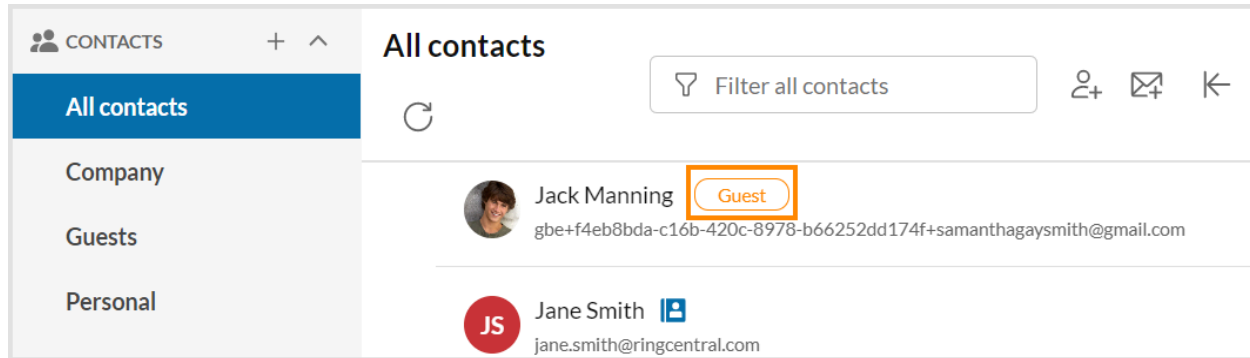 CONTACTS
All contacts
Company
Guests
Personal
All contacts
Filter all contacts
Jack Manning Guest
gbe+f4eb8bda-c16b-420c-8978-b66252dd174f+samanthagaysmith@gmail.com
JS
Jane Smith
jane.smith@ringcentral.com